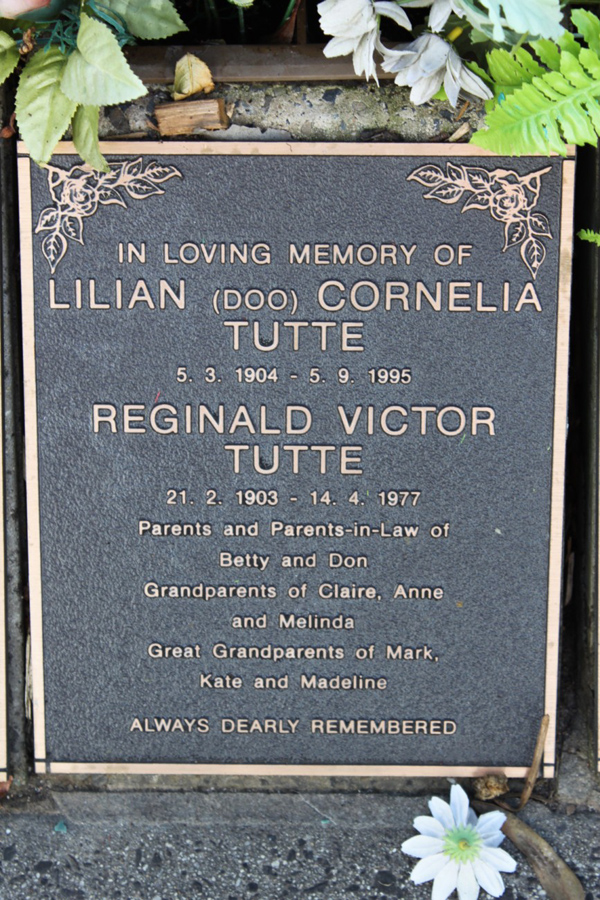 IN LOVING MEMORY OF
LILIAN (DOO) CORNELIA
TUTTE
5. 3. 1904 - 5. 9. 1995
REGINALD VICTOR
TUTTE
21. 2. 1903 - 14. 4. 1977
Parents and Parents-in-Law of
Betty and Don
Grandparents of Claire, Anne
and Melinda
Great Grandparents of Mark,
Kate and Madeline
ALWAYS DEARLY REMEMBERED